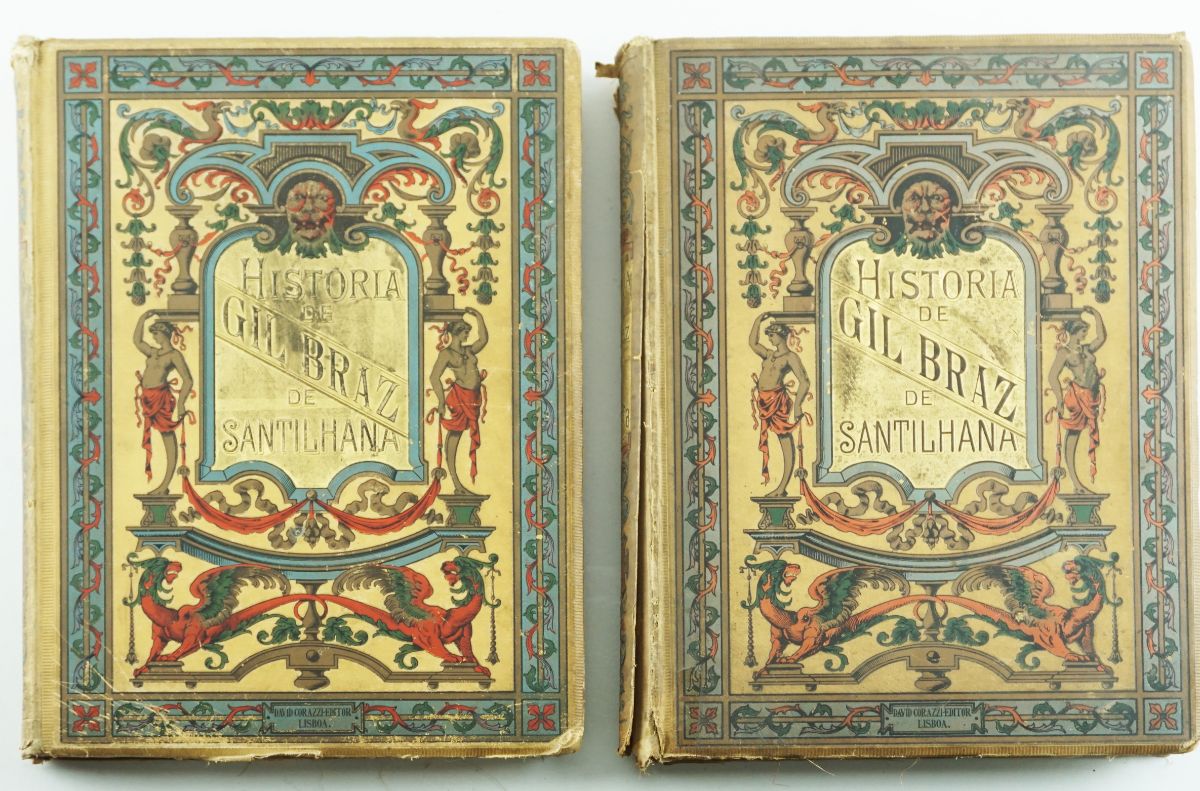 HISTORIA
DE
GIL BRAZ
DE
SANTILHANA
DAVID CORAZZI-EDITOR
LISBOA.
HISTORIA
DE
GIL BRAZ
DE
SANTILHANA
DAVID CORAZZI-EDITOR
LISBOA.